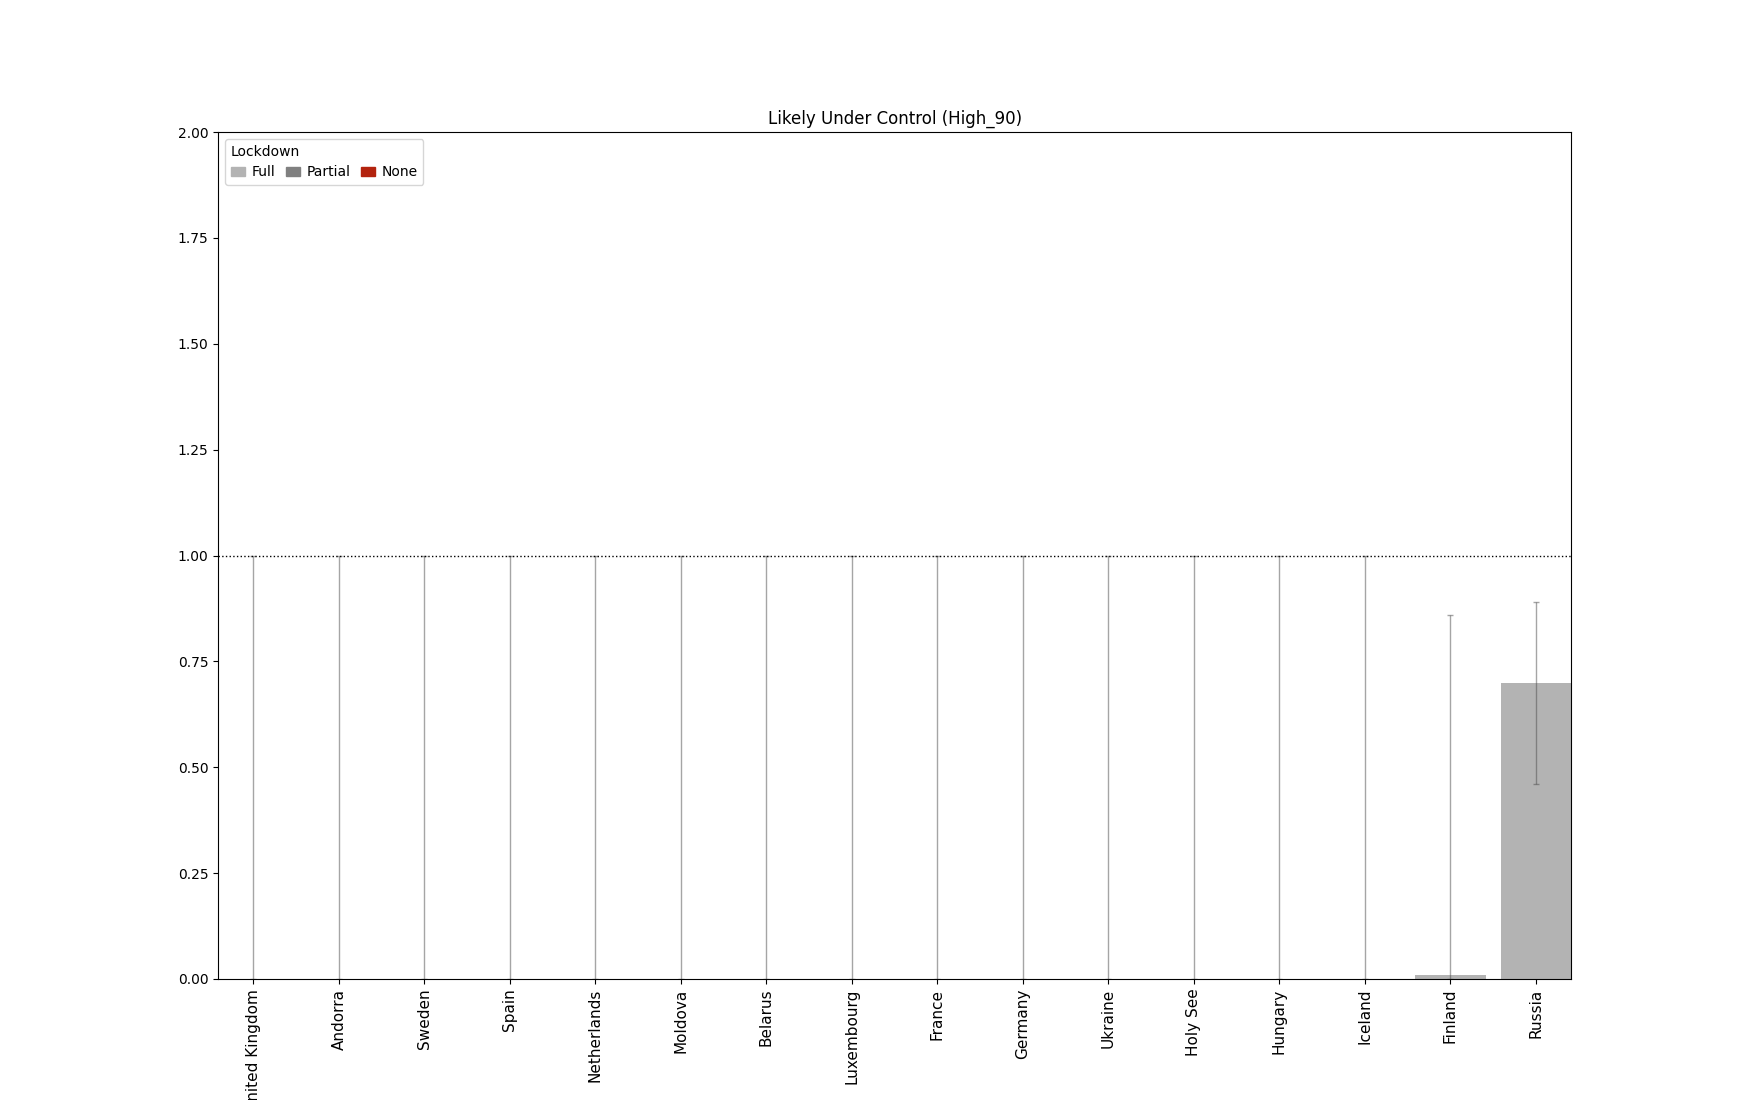 Likely Under Control (High_90)
2.00
Lockdown
Full Partial None
1.75
1.50
1.25
1.00
0.75
0.50
0.25
0.00
nited Kingdom
Andorra
Sweden
Spain
Netherlands
Moldova
Belarus
Luxembourg
France
Germany
Ukraine
Holy See
Hungary
Iceland
Finland
Russia